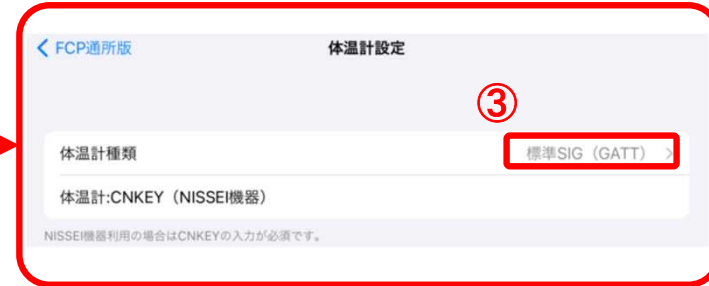 FCP通所版
体温計設定
③
体温計種類
標準SIG（GATT）
体温計:CNKEY（NISSEI機器）
NISSEI機器利用の場合はCNKEYの入力が必須です。